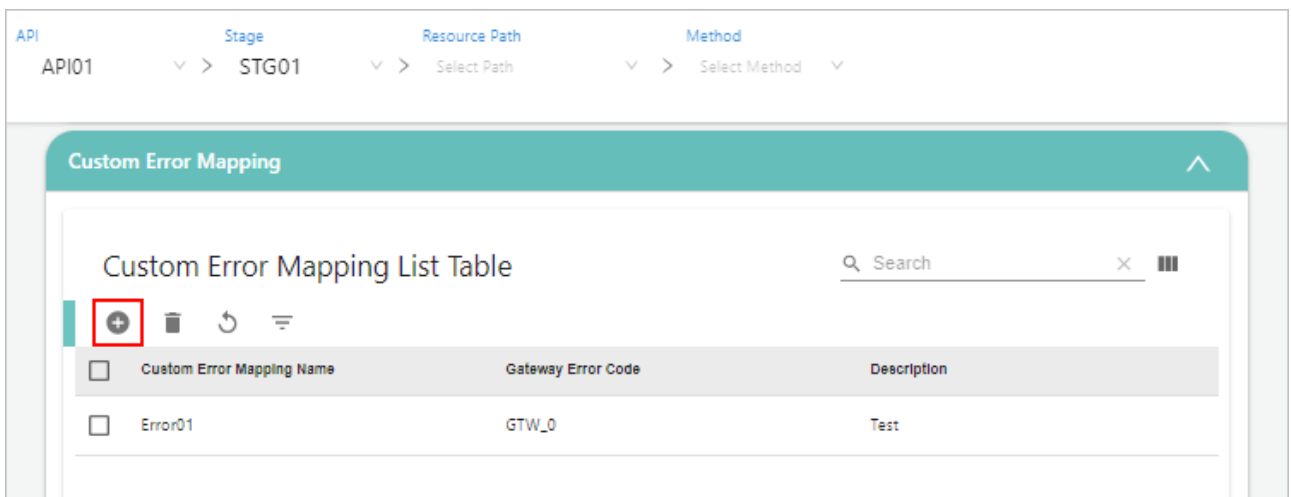 API Stage Resource Path Method
API01 > STG01 > Select Path > Select Method
Custom Error Mapping
Custom Error Mapping List Table
Search
Custom Error Mapping Name Gateway Error Code Description
Error01 GTW_0 Test